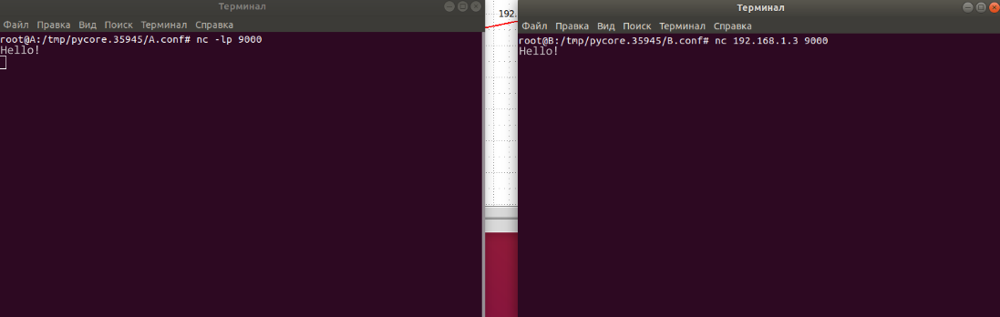 Терминал
Файл Правка Вид Поиск Терминал Справка
root@A:/tmp/pycore.35945/A.conf# nc -lp 9000
Hello!
192.
Терминал
Файл Правка Вид Поиск Терминал Справка
root@B:/tmp/pycore.35945/B.conf# nc 192.168.1.3 9000
Hello!